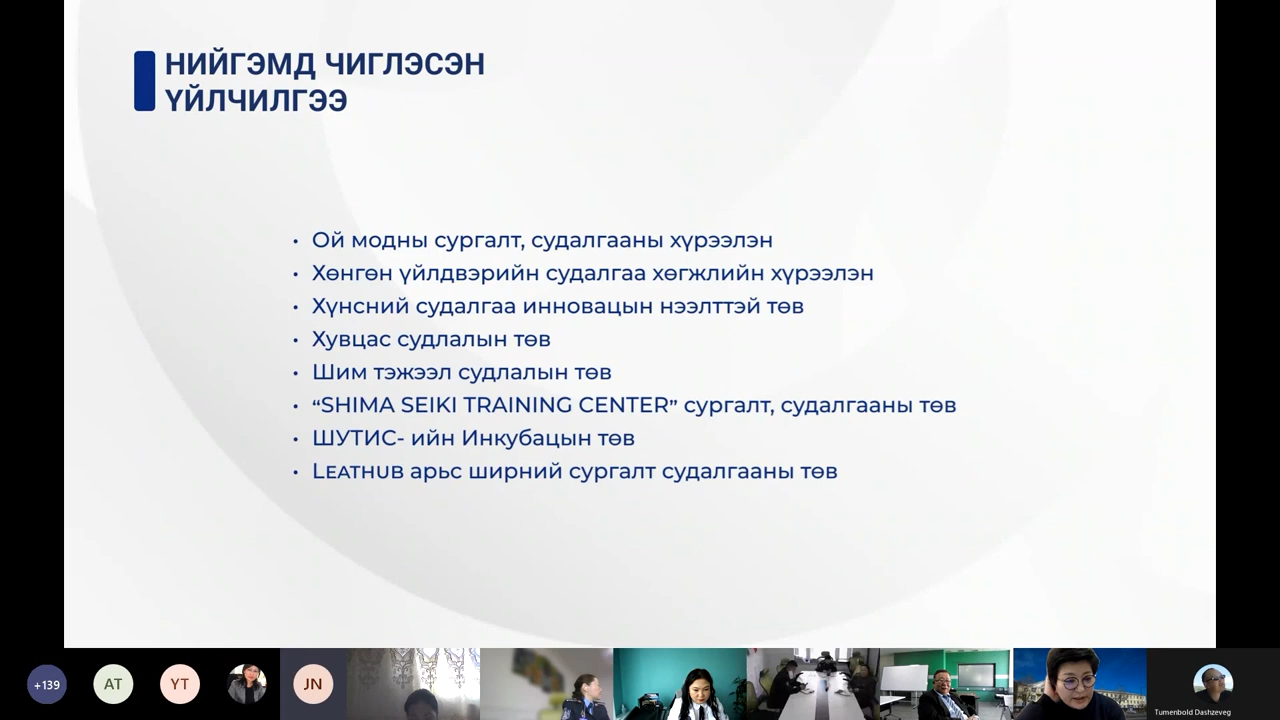 НИЙГЭМД ЧИГЛЭСЭН
ҮЙЛЧИЛГЭЭ
• Ой модны сургалт, судалгааны хүрээлэн
• Хөнгөн үйлдвэрийн судалгаа хөгжлийн хүрээлэн
• Хүнсний судалгаа инновацын нээлттэй төв
• Хувцас судлалын төв
• Шим тэжээл судлалын төв
• “SHIMA SEIKI TRAINING CENTER” сургалт, судалгааны төв
• ШУТИС- ийн Инкубацын төв
• LEATHUB арьс ширний сургалт судалгааны төв
+139
AT
YT
JN
Tumenbold Dashzeveg